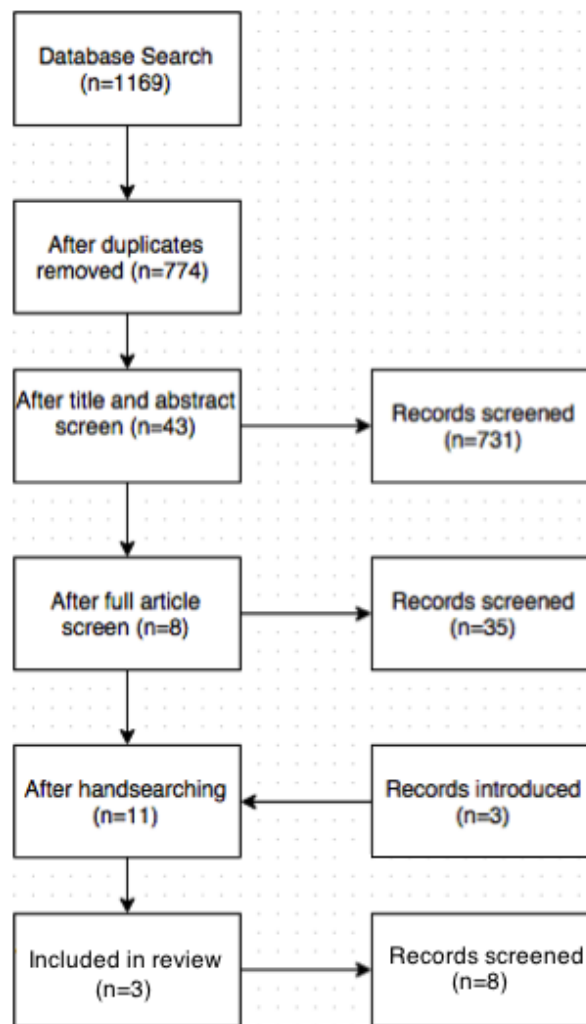 Database Search
(n=1169)
After duplicates
removed (n=774)
After title and abstract
screen (n=43)
Records screened
(n=731)
After full article
screen (n=8)
Records screened
(n=35)
After handsearching
(n=11)
Records introduced
(n=3)
Included in review
(n=3)
Records screened
(n=8)